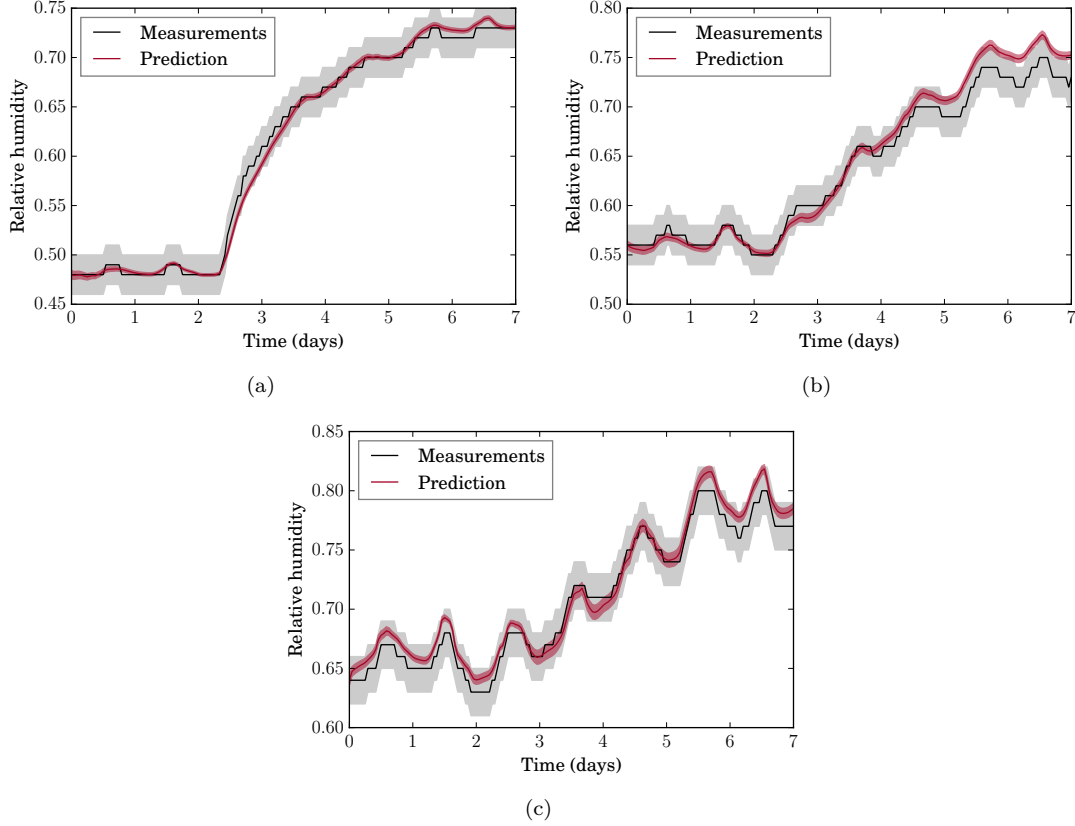 0.75
0.70
0.65
0.60
0.55
0.50
0.45
Relative humidity
Measurements
Prediction
0 1 2 3 4 5 6 7
Time (days)
(a)
0.80
0.75
0.70
0.65
0.60
0.55
0.50
Relative humidity
Measurements
Prediction
0 1 2 3 4 5 6 7
Time (days)
(b)
0.85
0.80
0.75
0.70
0.65
0.60
Relative humidity
Measurements
Prediction
0 1 2 3 4 5 6 7
Time (days)
(c)